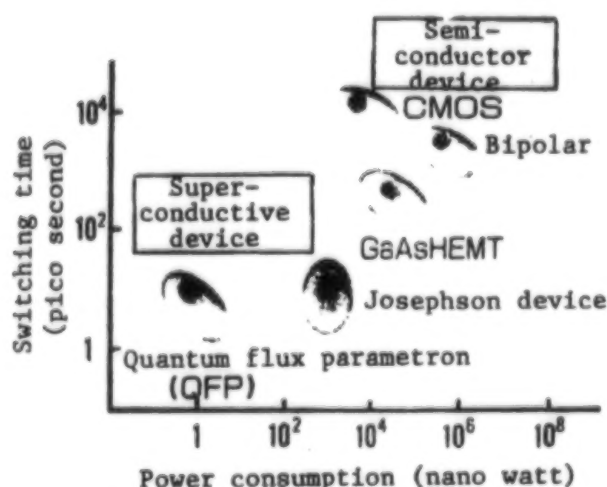 Semi-
conductor
device
CMOS
Bipolar
Super-
conductive
device
GaAsHEMT
Josephson device
Quantum flux parametron
(QFP)
Switching time
(pico second)
10⁴
10²
1
1
10²
10⁴
10⁶
10⁸
Power consumption (nano watt)